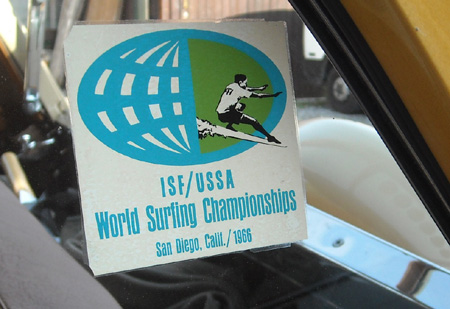 ISF/USSA
World Surfing Championships
San Diego, Calif./1966